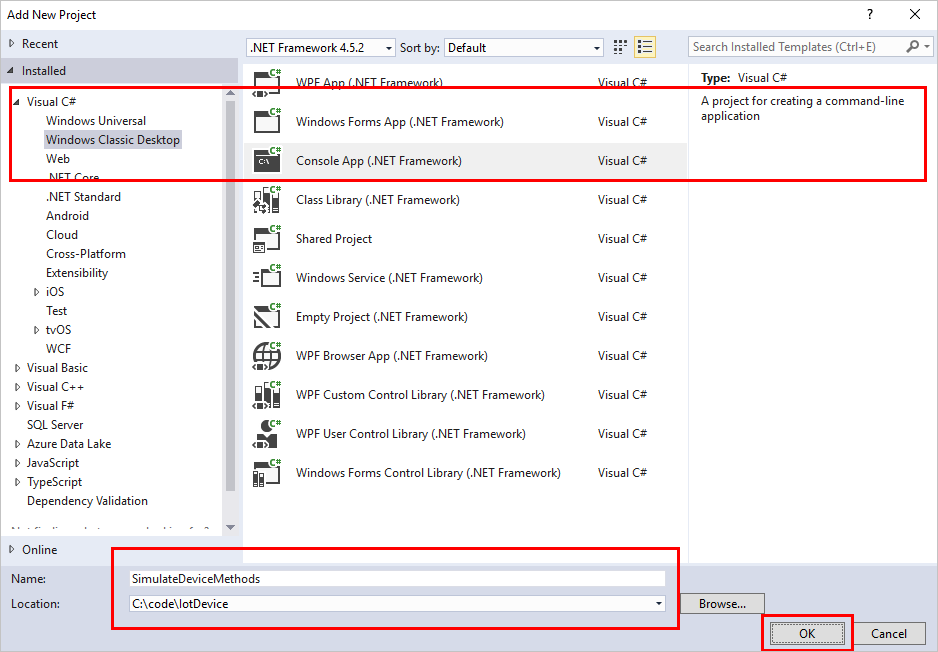 Add New Project
?
Recent
Installed
.NET Framework 4.5.2
Sort by:
Default
Search Installed Templates (Ctrl+E)
Visual C#
Windows Universal
Windows Classic Desktop
Web
.NET Core
.NET Standard
Android
Cloud
Cross-Platform
Extensibility
iOS
Test
tvOS
WCF
Visual Basic
Visual C++
Visual F#
SQL Server
Azure Data Lake
JavaScript
TypeScript
Dependency Validation
Online
WPF App (.NET Framework) Visual C#
Windows Forms App (.NET Framework) Visual C#
Console App (.NET Framework) Visual C#
Class Library (.NET Framework) Visual C#
Shared Project Visual C#
Windows Service (.NET Framework) Visual C#
Empty Project (.NET Framework) Visual C#
WPF Browser App (.NET Framework) Visual C#
WPF Custom Control Library (.NET Framework) Visual C#
WPF User Control Library (.NET Framework) Visual C#
Windows Forms Control Library (.NET Framework) Visual C#
Type: Visual C#
A project for creating a command-line
application
Name: SimulateDeviceMethods
Location: C:\code\IotDevice
Browse...
OK
Cancel